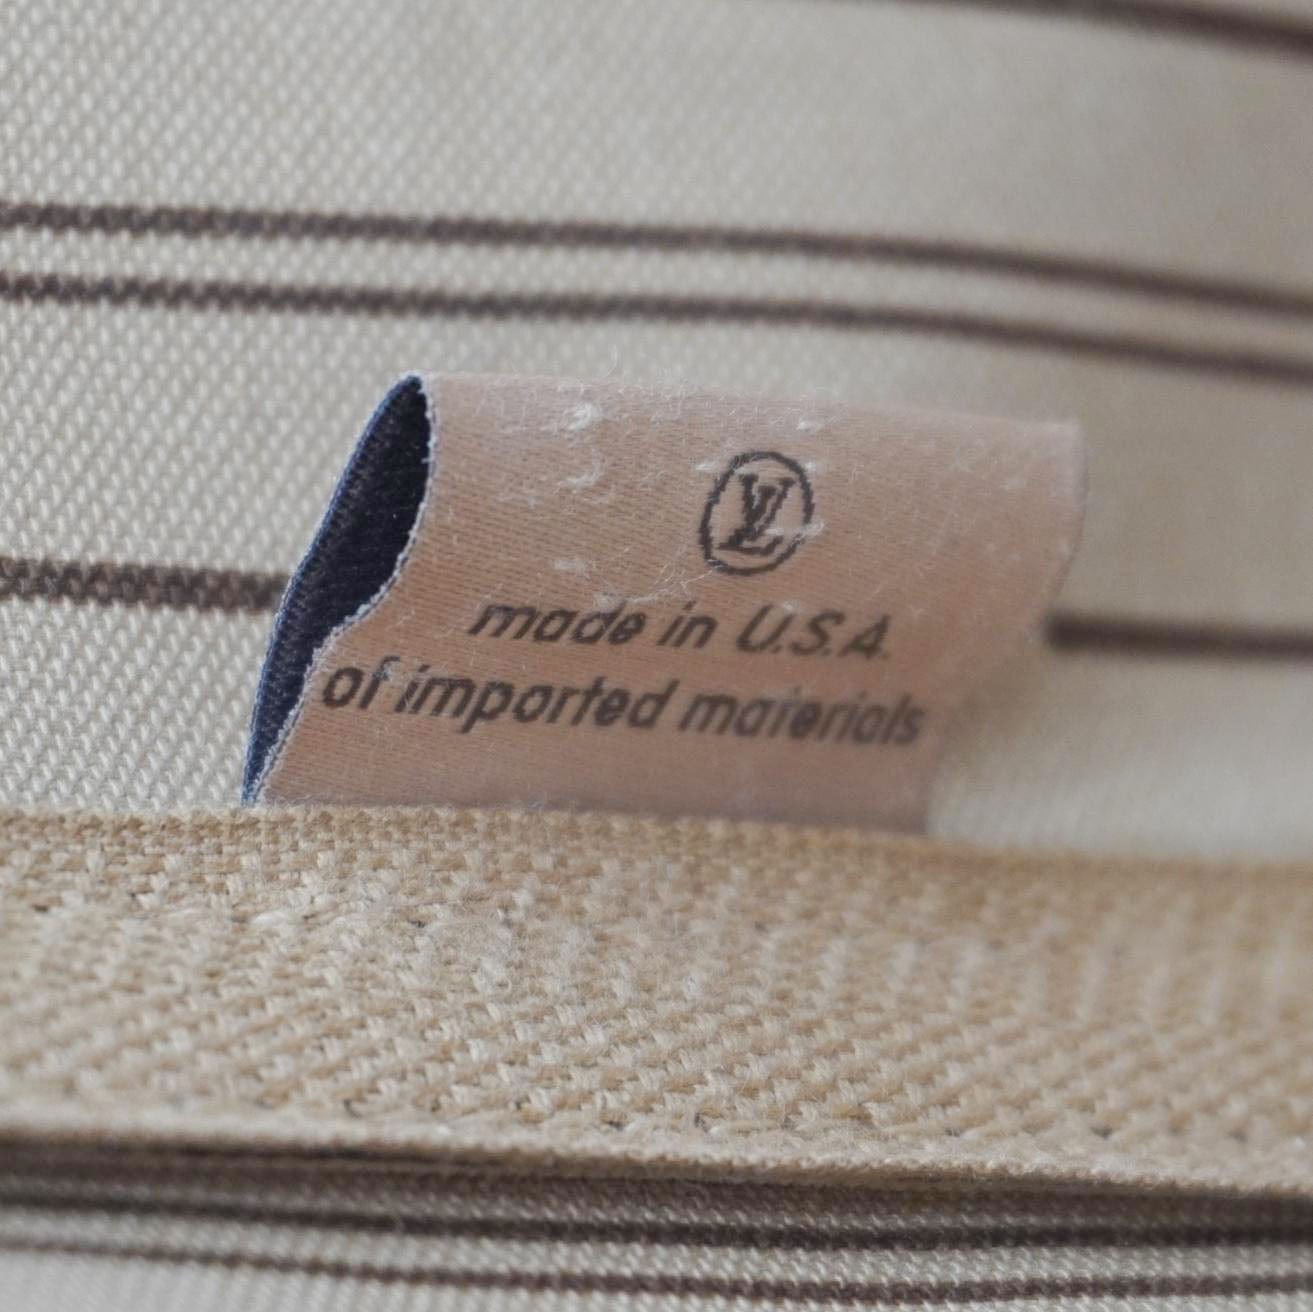 LV
made in U.S.A.
of imported materials